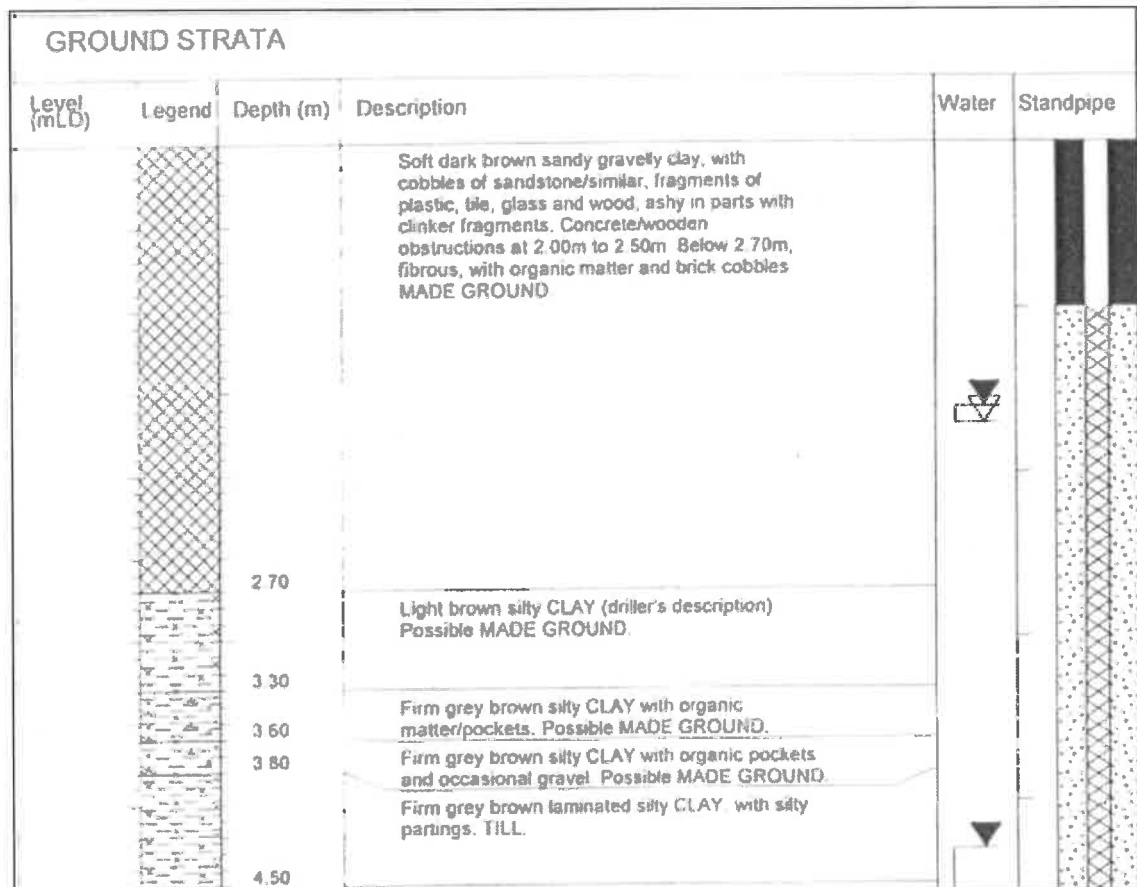 GROUND STRATA
Level
(mLD)
Legend
Depth (m)
Description
Water
Standpipe
Soft dark brown sandy gravelly clay, with
cobbles of sandstone/similar, fragments of
plastic, tile, glass and wood, ashy in parts with
clinker fragments. Concrete/wooden
obstructions at 2.00m to 2.50m Below 2.70m,
fibrous, with organic matter and brick cobbles
MADE GROUND
2.70
Light brown silty CLAY (driller's description)
Possible MADE GROUND.
3.30
Firm grey brown silty CLAY with organic
matter/pockets. Possible MADE GROUND.
3.60
Firm grey brown silty CLAY with organic pockets
and occasional gravel. Possible MADE GROUND.
3.80
Firm grey brown laminated silty CLAY with silty
partings. TILL.
4.50